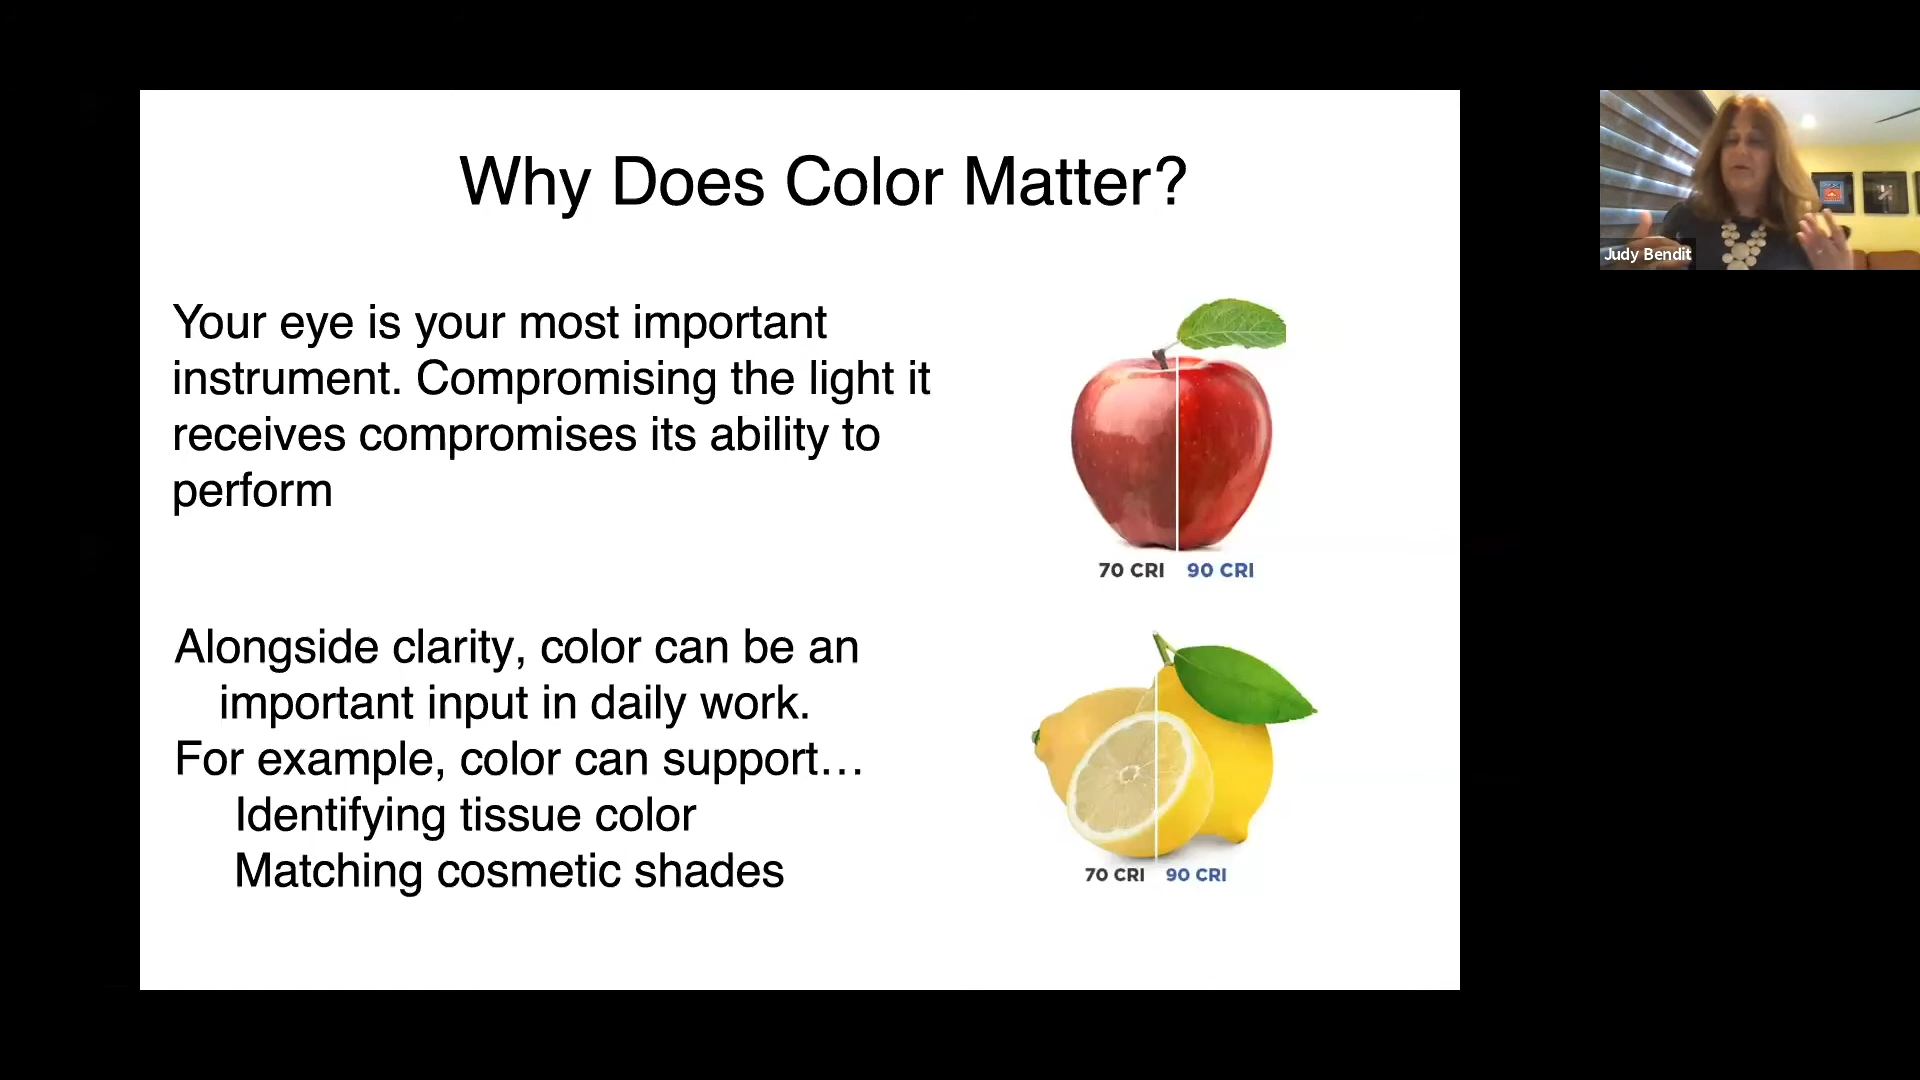 Why Does Color Matter?
Your eye is your most important
instrument. Compromising the light it
receives compromises its ability to
perform
70 CRI 90 CRI
Alongside clarity, color can be an
important input in daily work.
For example, color can support…
Identifying tissue color
Matching cosmetic shades
70 CRI 90 CRI
Judy Bendit